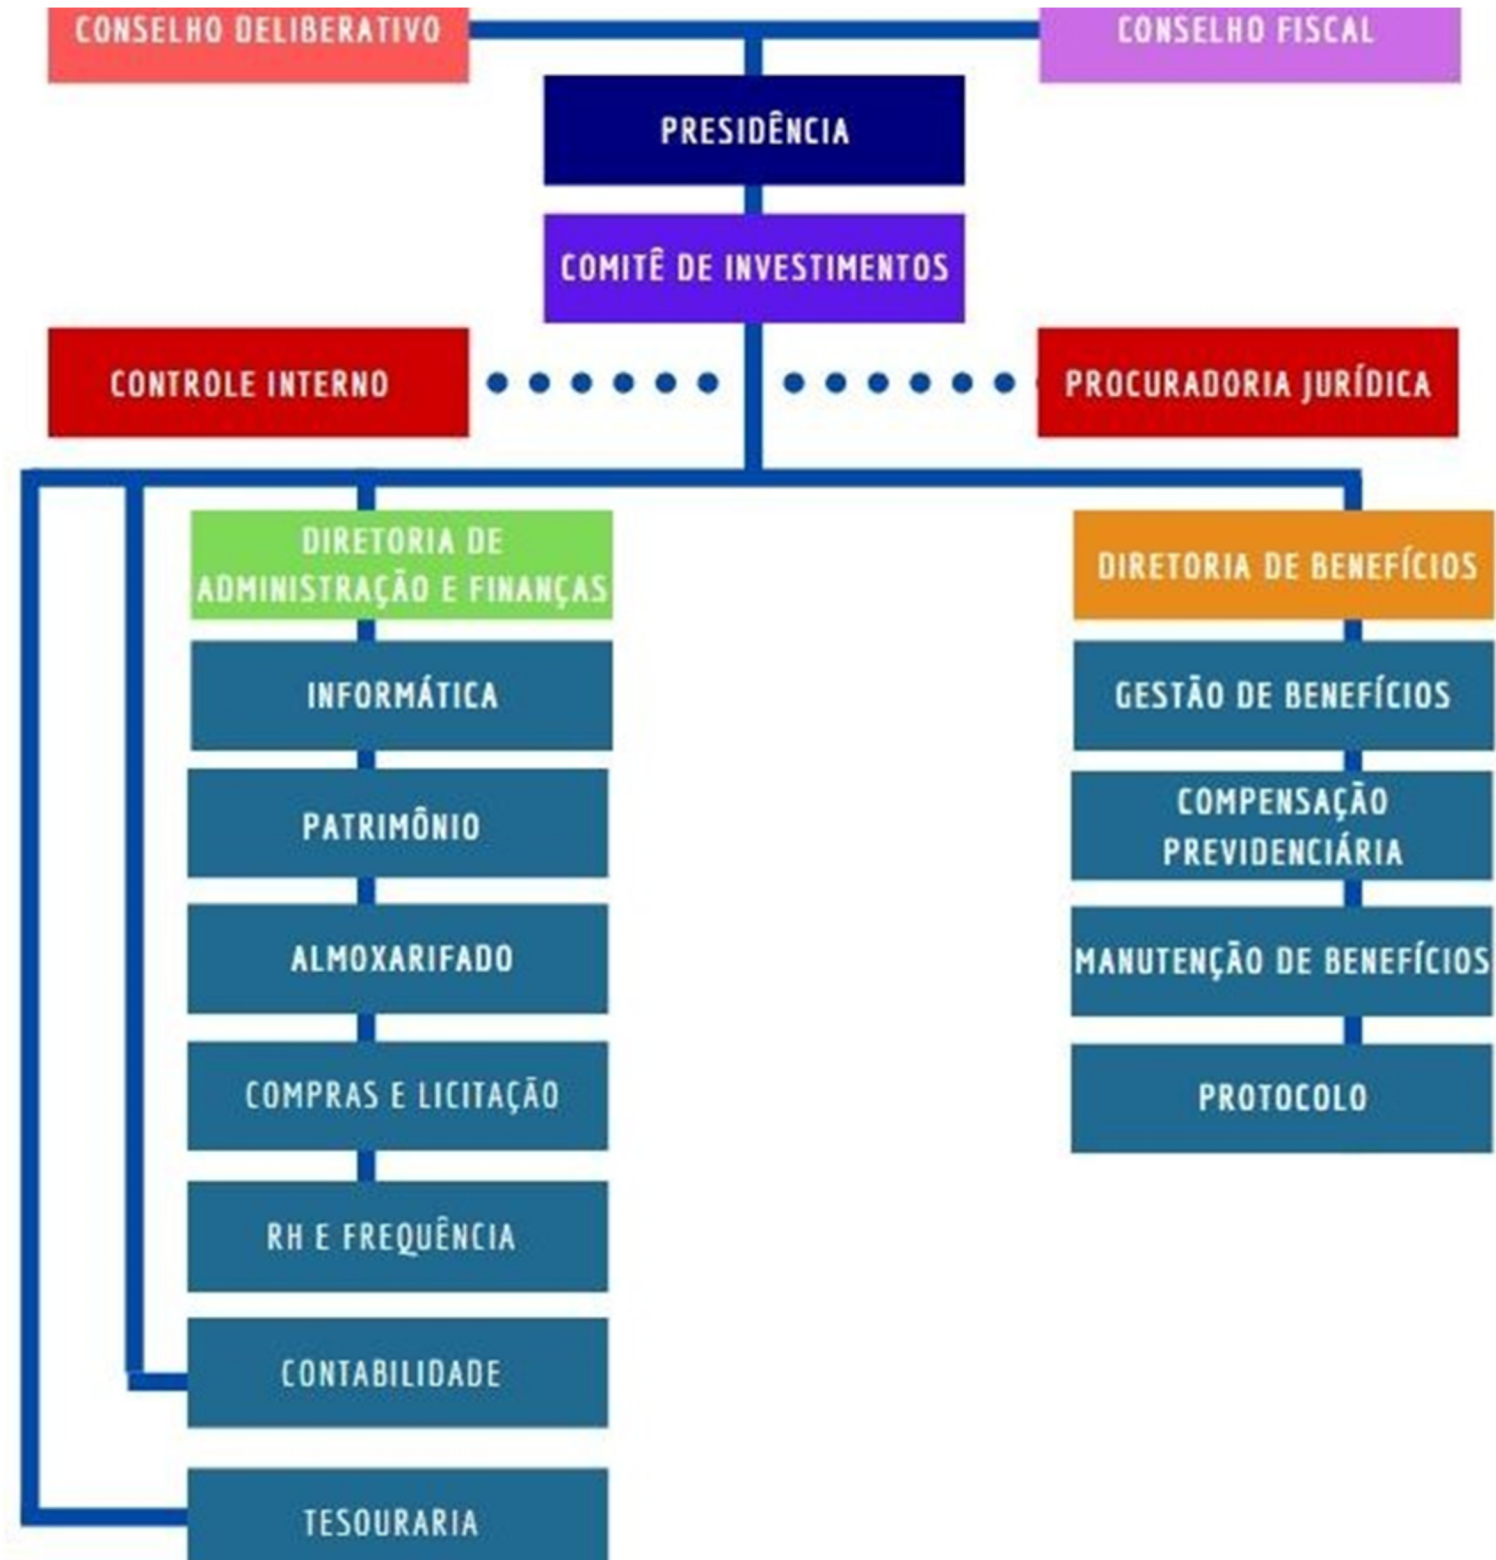 CONSELHO DELIBERATIVO
CONSELHO FISCAL
PRESIDÊNCIA
COMITÊ DE INVESTIMENTOS
CONTROLE INTERNO
PROCURADORIA JURÍDICA
DIRETORIA DE
ADMINISTRAÇÃO E FINANÇAS
INFORMÁTICA
PATRIMÔNIO
ALMOXARIFADO
COMPRAS E LICITAÇÃO
RH E FREQUÊNCIA
CONTABILIDADE
TESOURARIA
DIRETORIA DE BENEFÍCIOS
GESTÃO DE BENEFÍCIOS
COMPENSAÇÃO
PREVIDENCIÁRIA
MANUTENÇÃO DE BENEFÍCIOS
PROTOCOLO